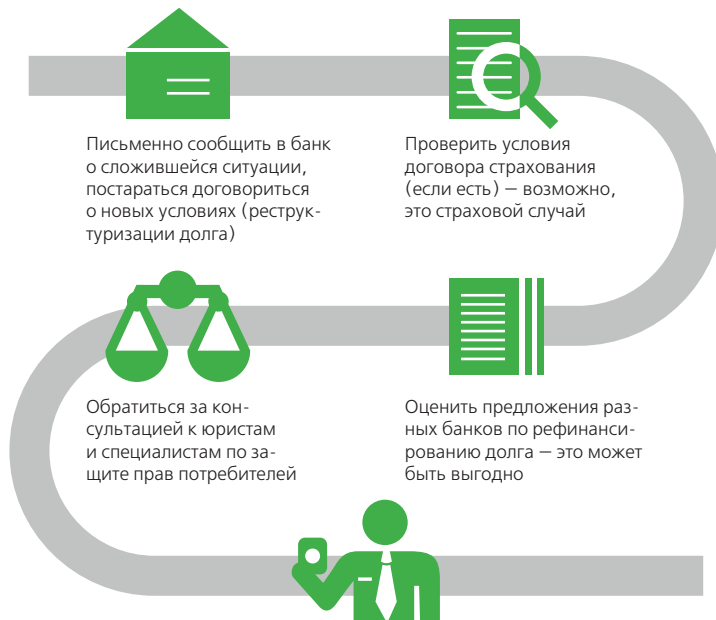 Письменно сообщить в банк
о сложившейся ситуации,
постараться договориться
о новых условиях (реструк-
туризации долга)
Проверить условия
договора страхования
(если есть) — возможно,
это страховой случай
Обратиться за кон-
сультацией к юристам
и специалистам по за-
щите прав потребителей
Оценить предложения раз-
ных банков по рефинанси-
рованию долга — это может
быть выгодно